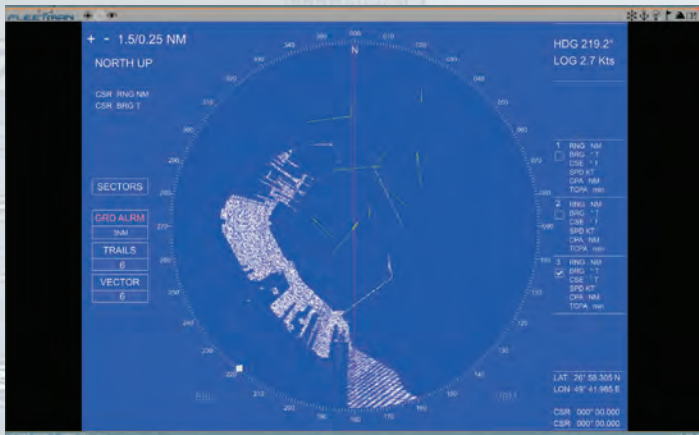 FLEETMAN
+ - 1.5/0.25 NM
NORTH UP
CSR RNG NM
CSR BRG T
SECTORS
GRD ALRM
3NM
TRAILS
6
VECTOR
6
000
N
HDG 219.2°
LOG 2.7 Kts
1 RNG NM
BRG ° T
CSE ° T
SPD KT
CPA NM
TCPA min
2 RNG NM
BRG ° T
CSE ° T
SPD KT
CPA NM
TCPA min
3 RNG NM
BRG ° T
CSE ° T
SPD KT
CPA NM
TCPA min
LAT 26° 58.305 N
LON 49° 41.985 E
CSR 000° 00.000
CSR 000° 00.000